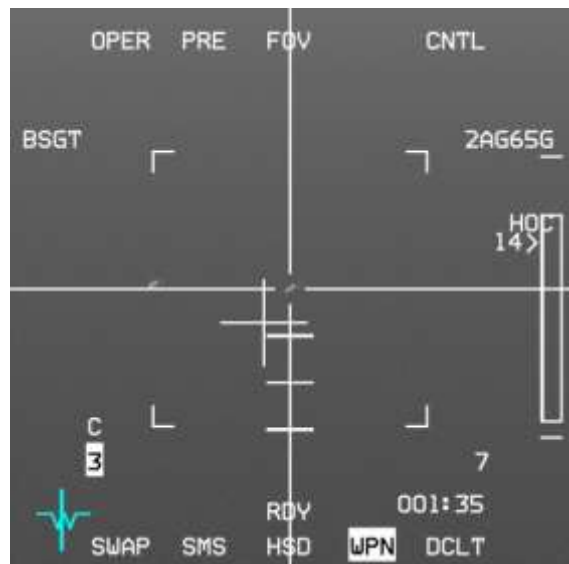 OPER PRE FOV CNTL
BSGT 2AG65G
HOC
14>
C
3 7
RDY 001:35
SWAP SMS HSD WPN DCLT